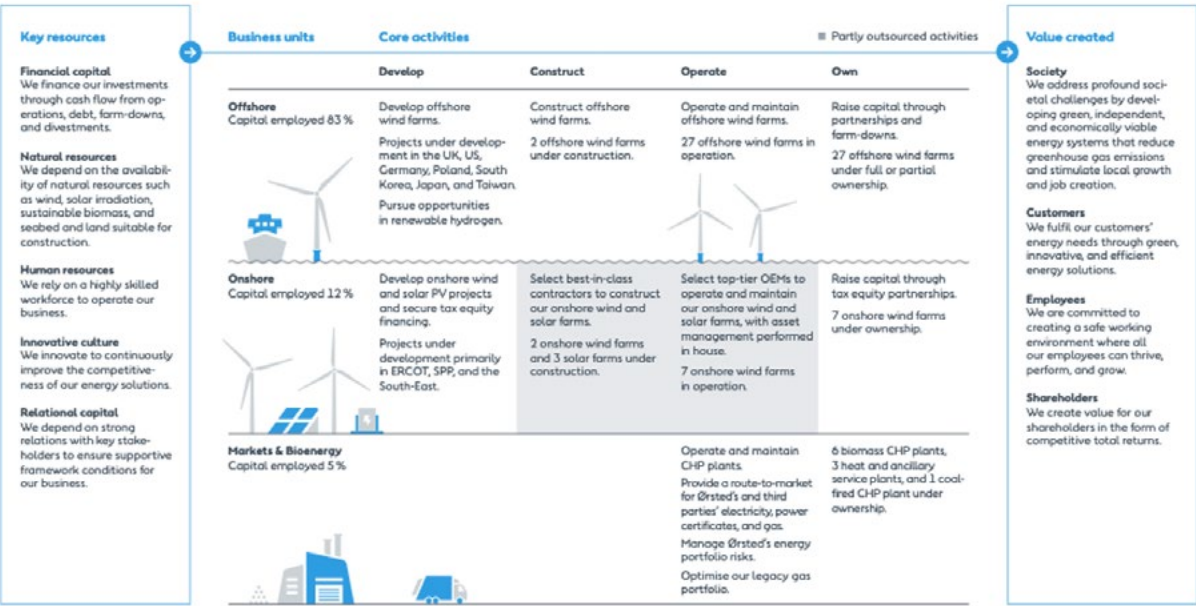 Key resources
Financial capital
We finance our investments
through cash flow from op-
erations, debt, farm-downs,
and divestments.
Natural resources
We depend on the availabil-
ity of natural resources such
as wind, solar irradiation,
sustainable biomass, and
seabed and land suitable for
construction.
Human resources
We rely on a highly skilled
workforce to operate our
business.
Innovative culture
We innovate to continuously
improve the competitive-
ness of our energy solutions.
Relational capital
We depend on strong
relations with key stake-
holders to ensure supportive
framework conditions for
our business.
Business units
Core activities
Partly outsourced activities
Develop
Construct
Operate
Own
Offshore
Capital employed 83 %
Develop offshore
wind farms.
Projects under develop-
ment in the UK, US,
Germany, Poland, South
Korea, Japan, and Taiwan.
Pursue opportunities
in renewable hydrogen.
Construct offshore
wind farms.
2 offshore wind farms
under construction.
Operate and maintain
offshore wind farms.
27 offshore wind farms in
operation.
Raise capital through
partnerships and
farm-downs.
27 offshore wind farms
under full or partial
ownership.
Onshore
Capital employed 12 %
Develop onshore wind
and solar PV projects
and secure tax equity
financing.
Projects under
development primarily
in ERCOT, SPP, and the
South-East.
Select best-in-class
contractors to construct
our onshore wind and
solar farms.
2 onshore wind farms
and 3 solar farms under
construction.
Select top-tier OEMs to
operate and maintain
our onshore wind and
solar farms, with asset
management performed
in house.
7 onshore wind farms
in operation.
Raise capital through
tax equity partnerships.
7 onshore wind farms
under ownership.
Markets & Bioenergy
Capital employed 5 %
Operate and maintain
CHP plants.
Provide a route-to-market
for Ørsted's and third
parties' electricity, power
certificates, and gas.
Manage Ørsted's energy
portfolio risks.
Optimise our legacy gas
portfolio.
6 biomass CHP plants,
3 heat and ancillary
service plants, and 1 coal-
fired CHP plant under
ownership.
Value created
Society
We address profound soci-
etal challenges by devel-
oping green, independent,
and economically viable
energy systems that reduce
greenhouse gas emissions
and stimulate local growth
and job creation.
Customers
We fulfil our customers'
energy needs through green,
innovative, and efficient
energy solutions.
Employees
We are committed to
creating a safe working
environment where all
our employees can thrive,
perform, and grow.
Shareholders
We create value for our
shareholders in the form of
competitive total returns.